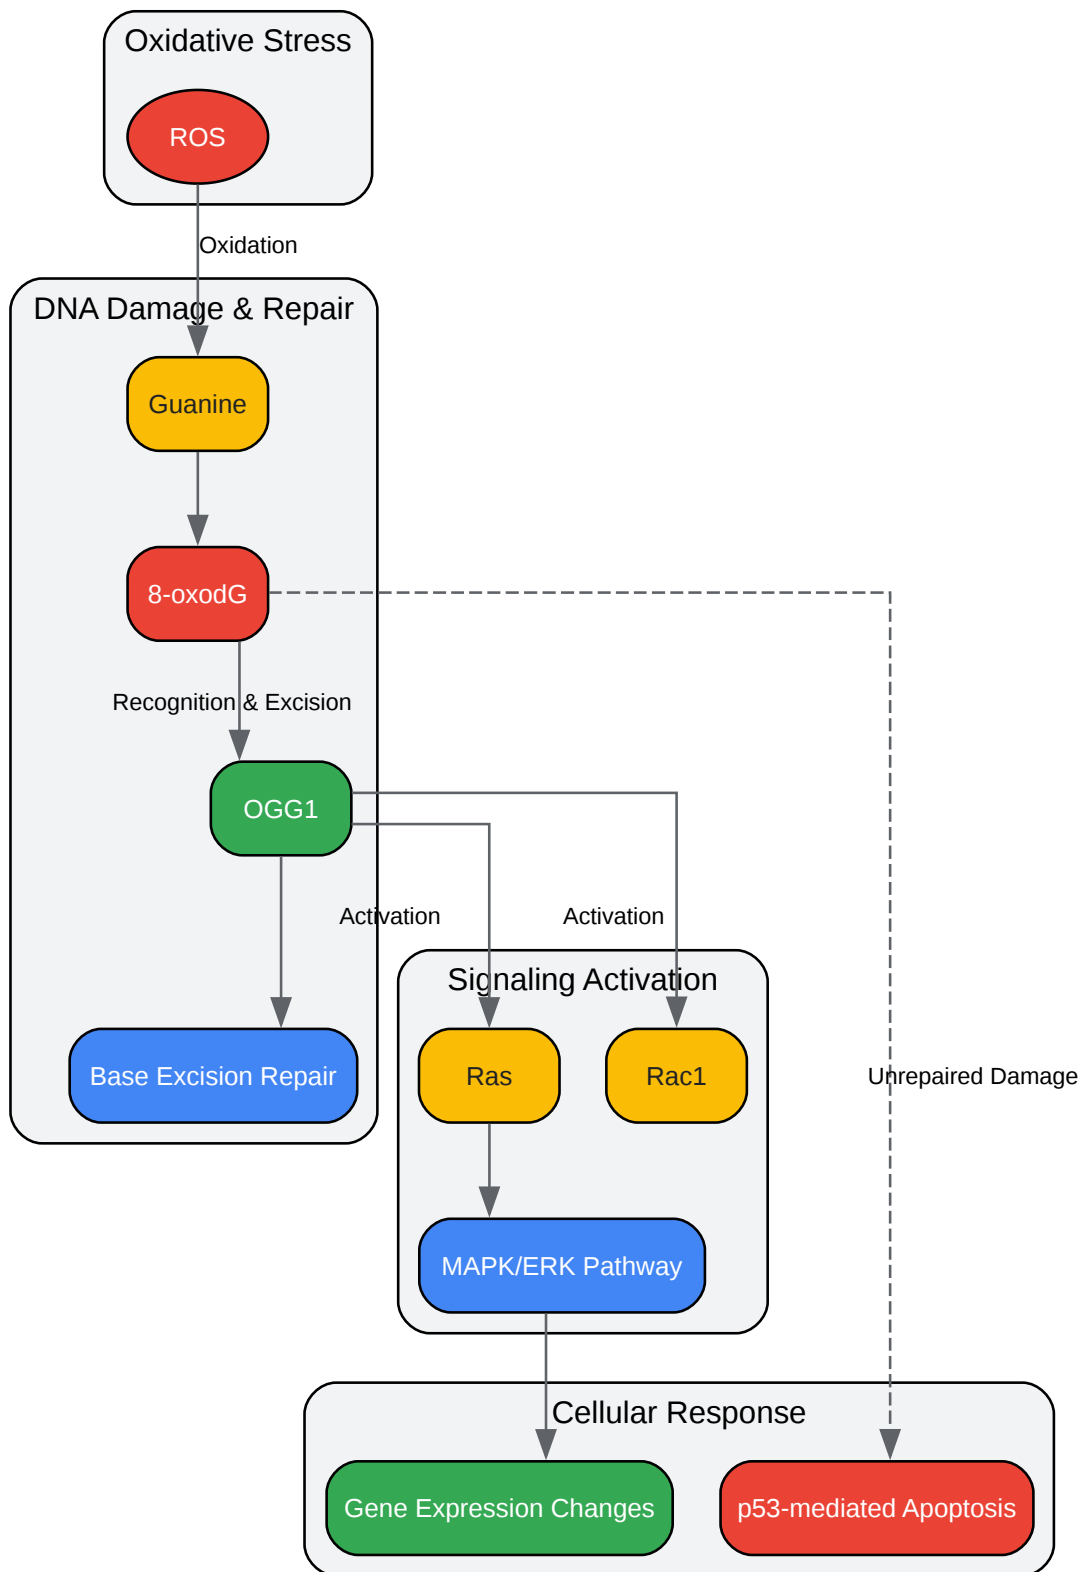 Oxidative Stress
ROS
Oxidation
DNA Damage & Repair
Guanine
8-oxodG
Recognition & Excision
OGG1
Activation
Activation
Signaling Activation
Base Excision Repair
Ras
Rac1
Unrepaired Damage
MAPK/ERK Pathway
Cellular Response
Gene Expression Changes
p53-mediated Apoptosis